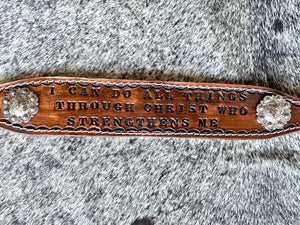 I CAN DO ALL THINGS
THROUGH CHRIST WHO
STRENGTHENS ME